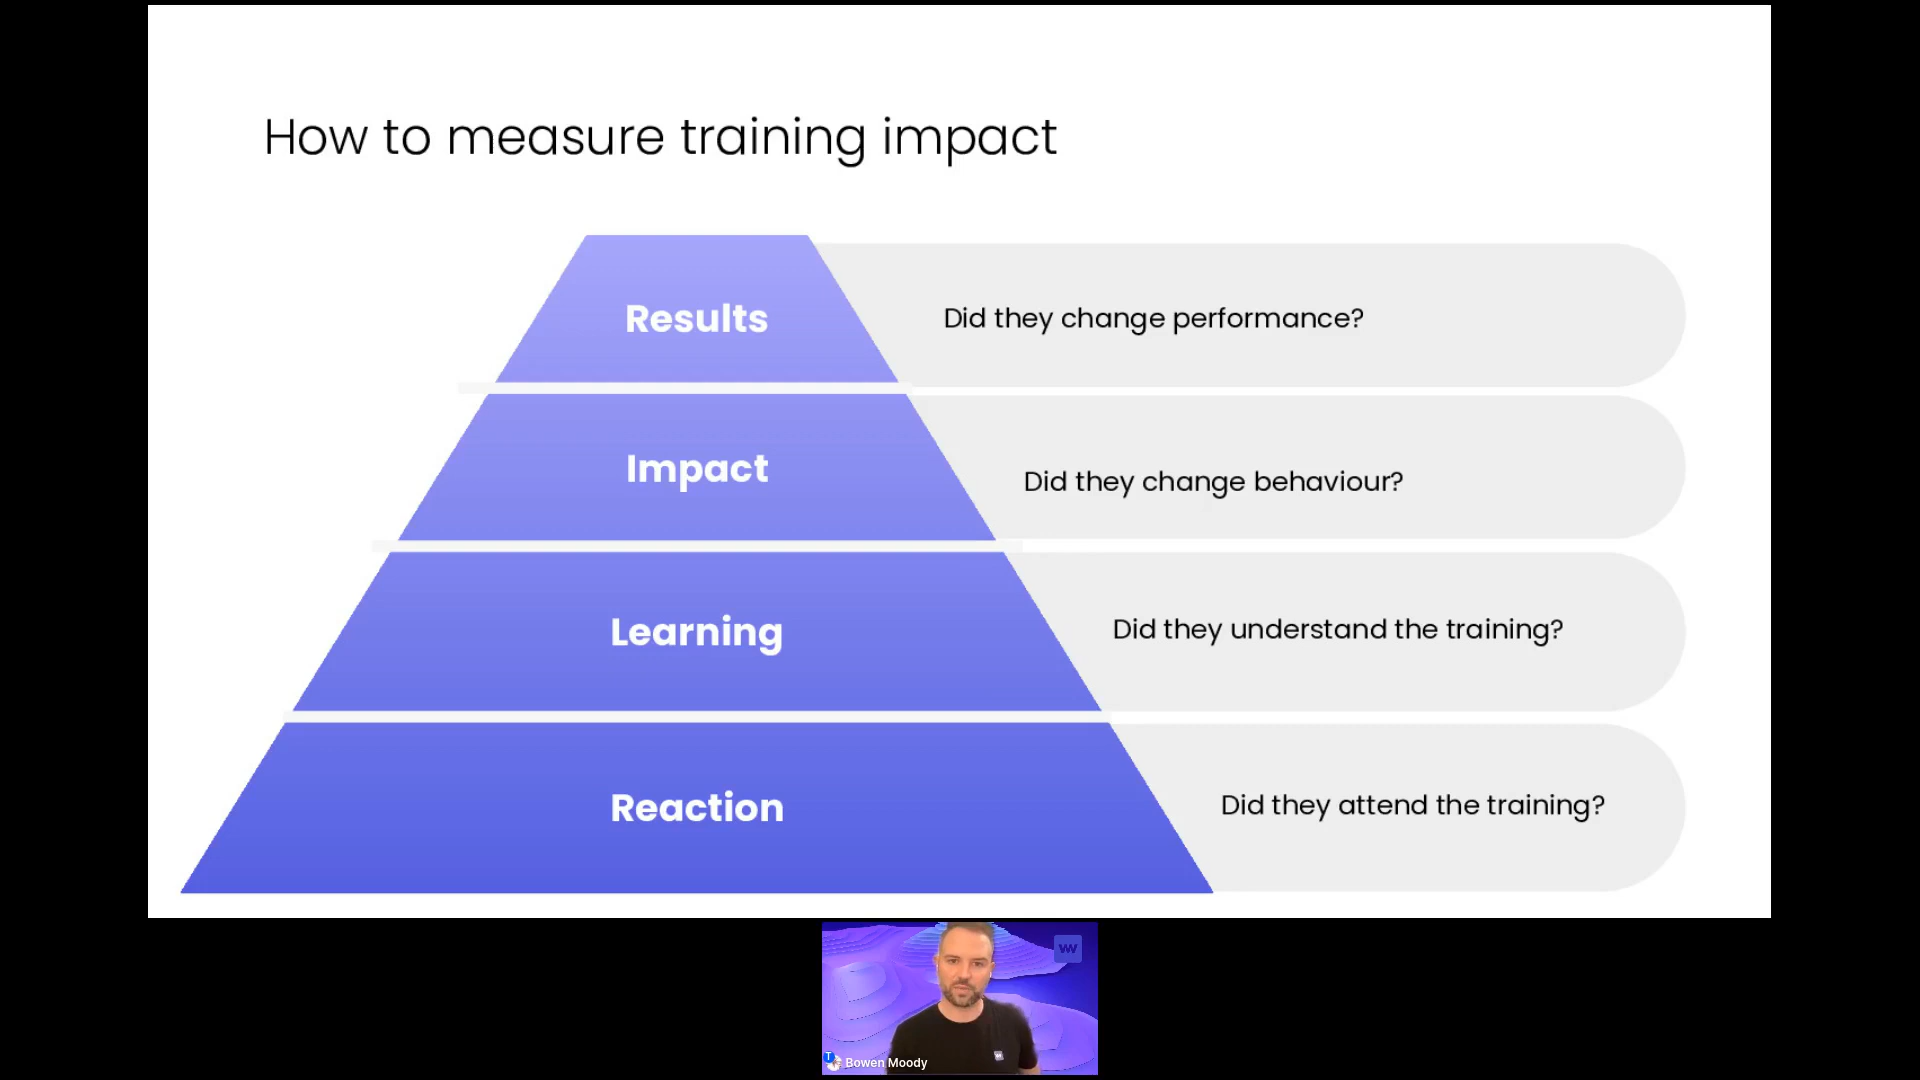 How to measure training impact
Results
Did they change performance?
Impact
Did they change behaviour?
Learning
Did they understand the training?
Reaction
Did they attend the training?
W
T
Bowen Moody